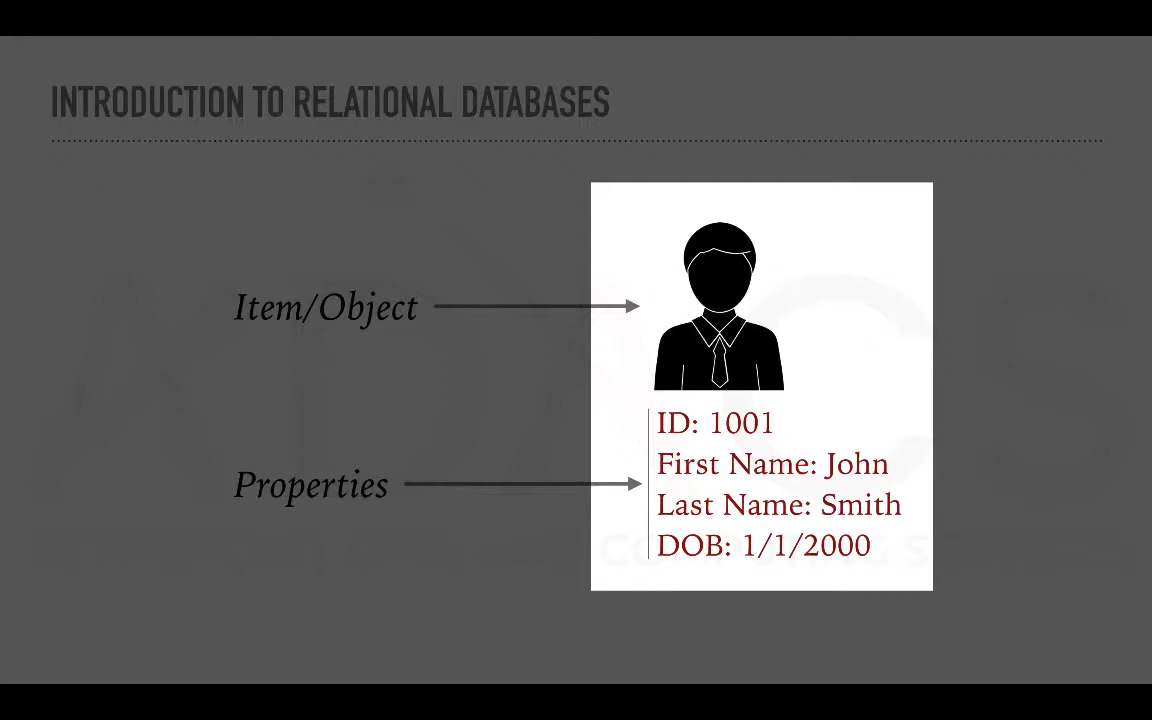 INTRODUCTION TO RELATIONAL DATABASES
Item/Object
Properties
ID: 1001
First Name: John
Last Name: Smith
DOB: 1/1/2000